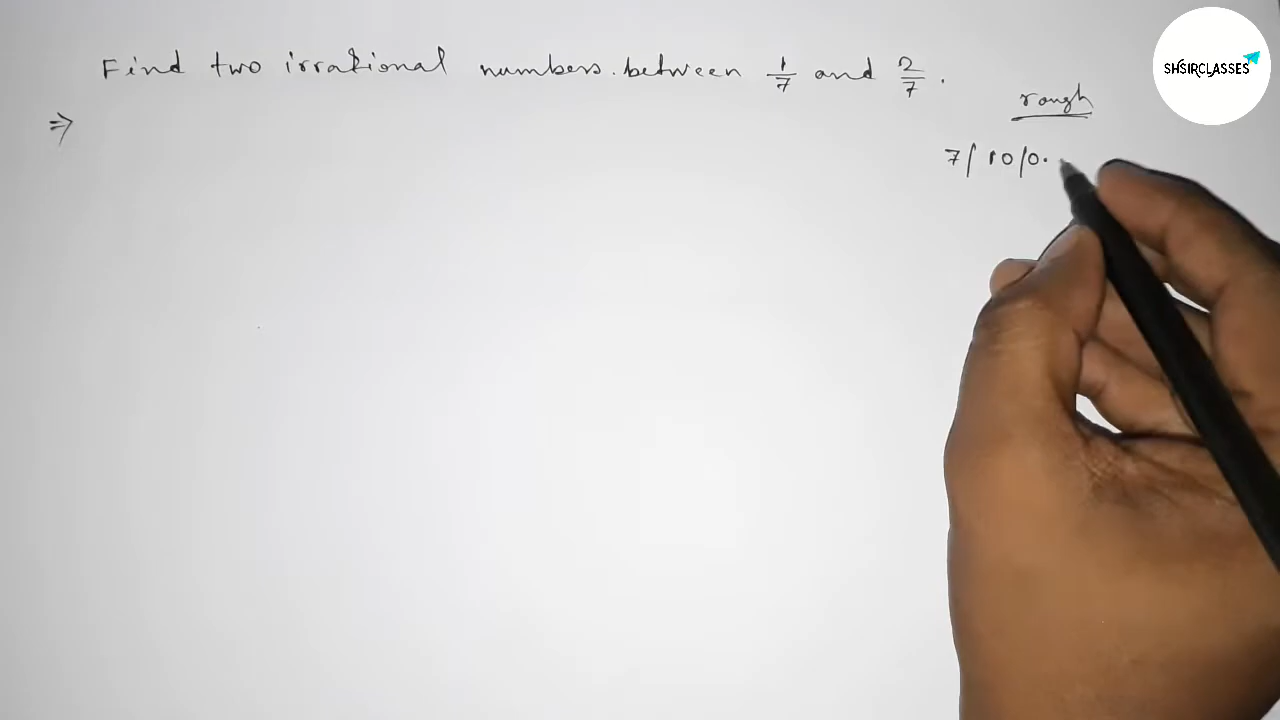 Find two irrational numbers. between 1/7 and 2/7.
⇒
rough
7/ 10/0.
SHSIRCLASSES